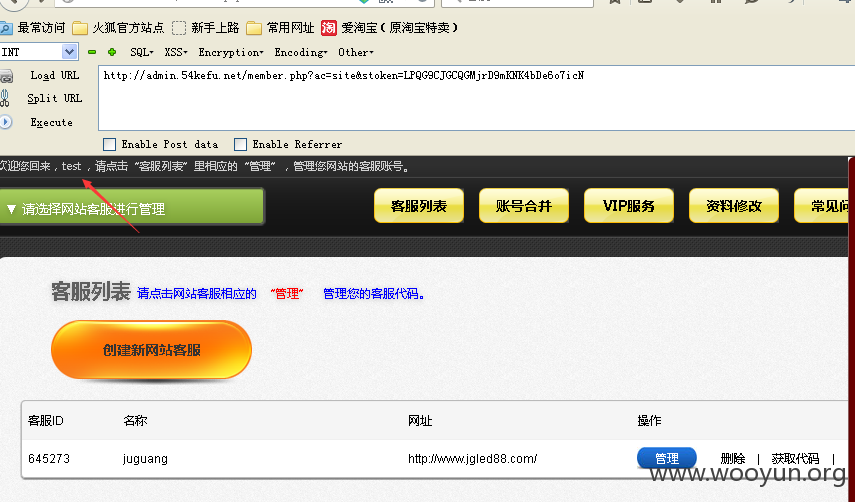 最常访问 火狐官方站点 新手上路 常用网址 淘 爱淘宝（原淘宝特卖）
INT SQL▾ XSS▾ Encryption▾ Encoding▾ Other▾
Load URL http://admin.54kefu.net/member.php?ac=site&stoken=LPQG9CJGCQGMjrD9mKNK4bDe6o7icN
Split URL
Execute
Enable Post data Enable Referrer
欢迎您回来，test ，请点击“客服列表”里相应的“管理”，管理您网站的客服账号。
▼ 请选择网站客服进行管理 客服列表 账号合并 VIP服务 资料修改 常见问
客服列表 请点击网站客服相应的 “管理” 管理您的客服代码。
创建新网站客服
客服ID 名称 网址 操作
645273 juguang http://www.jgled88.com/ 管理 删除 | 获取代码 |
www.wooyun.org